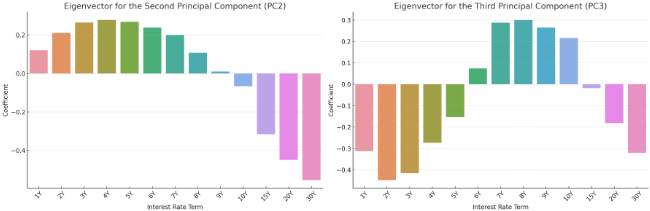 Eigenvector for the Second Principal Component (PC2)
Coefficient
0.2
0.0
−0.2
−0.4
1Y 2Y 3Y 4Y 5Y 6Y 7Y 8Y 9Y 10Y 15Y 20Y 30Y
Interest Rate Term
Eigenvector for the Third Principal Component (PC3)
Coefficient
0.3
0.2
0.1
0.0
−0.1
−0.2
−0.3
−0.4
1Y 2Y 3Y 4Y 5Y 6Y 7Y 8Y 9Y 10Y 15Y 20Y 30Y
Interest Rate Term